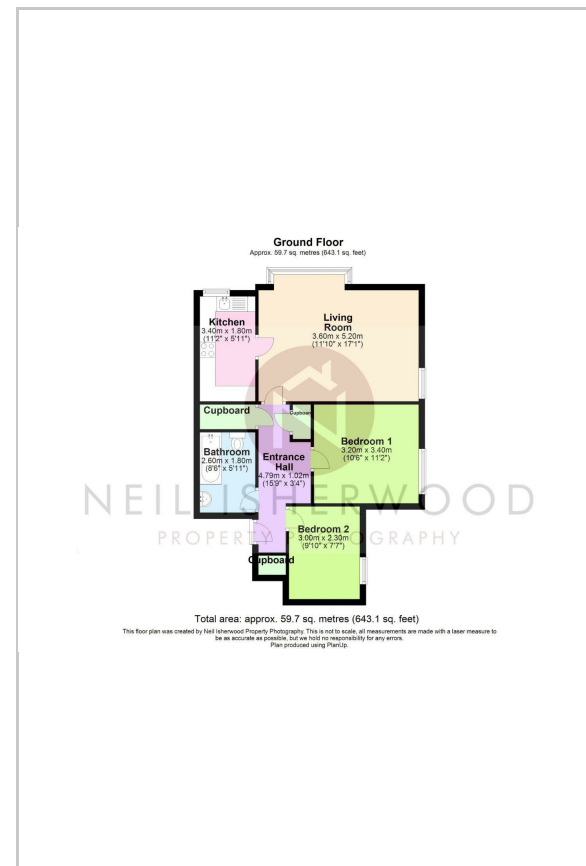 Ground Floor
Approx. 59.7 sq. metres (643.1 sq. feet)
Kitchen
3.40m x 1.80m
(11'2" x 5'11")
Living
Room
3.60m x 5.20m
(11'10" x 17'1")
Cupboard
Cupboard
Bathroom
2.60m x 1.80m
(8'6" x 5'11")
Entrance
Hall
4.79m x 1.02m
(15'9" x 3'4")
Bedroom 1
3.20m x 3.40m
(10'6" x 11'2")
NEIL ISHERWOOD
PROPERTY PHOTOGRAPHY
Bedroom 2
3.00m x 2.30m
(9'10" x 7'7")
Cupboard
Total area: approx. 59.7 sq. metres (643.1 sq. feet)
This floor plan was created by Neil Isherwood Property Photography. This is not to scale, all measurements are made with a laser measure to
be as accurate as possible, but we hold no responsibility for any errors.
Plan produced using PlanUp.